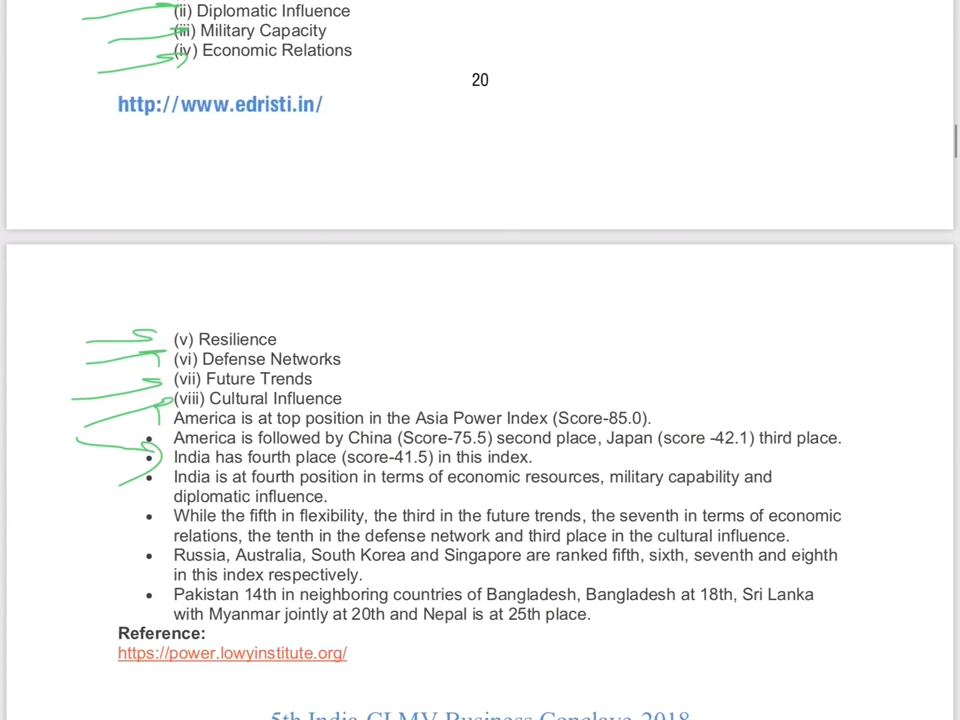 (ii) Diplomatic Influence
(iii) Military Capacity
(iv) Economic Relations
20
http://www.edristi.in/
(v) Resilience
(vi) Defense Networks
(vii) Future Trends
(viii) Cultural Influence
America is at top position in the Asia Power Index (Score-85.0).
• America is followed by China (Score-75.5) second place, Japan (score -42.1) third place.
• India has fourth place (score-41.5) in this index.
• India is at fourth position in terms of economic resources, military capability and
diplomatic influence.
• While the fifth in flexibility, the third in the future trends, the seventh in terms of economic
relations, the tenth in the defense network and third place in the cultural influence.
• Russia, Australia, South Korea and Singapore are ranked fifth, sixth, seventh and eighth
in this index respectively.
• Pakistan 14th in neighboring countries of Bangladesh, Bangladesh at 18th, Sri Lanka
with Myanmar jointly at 20th and Nepal is at 25th place.
Reference:
https://power.lowyinstitute.org/
5th India-CLMV Business Conclave-2018